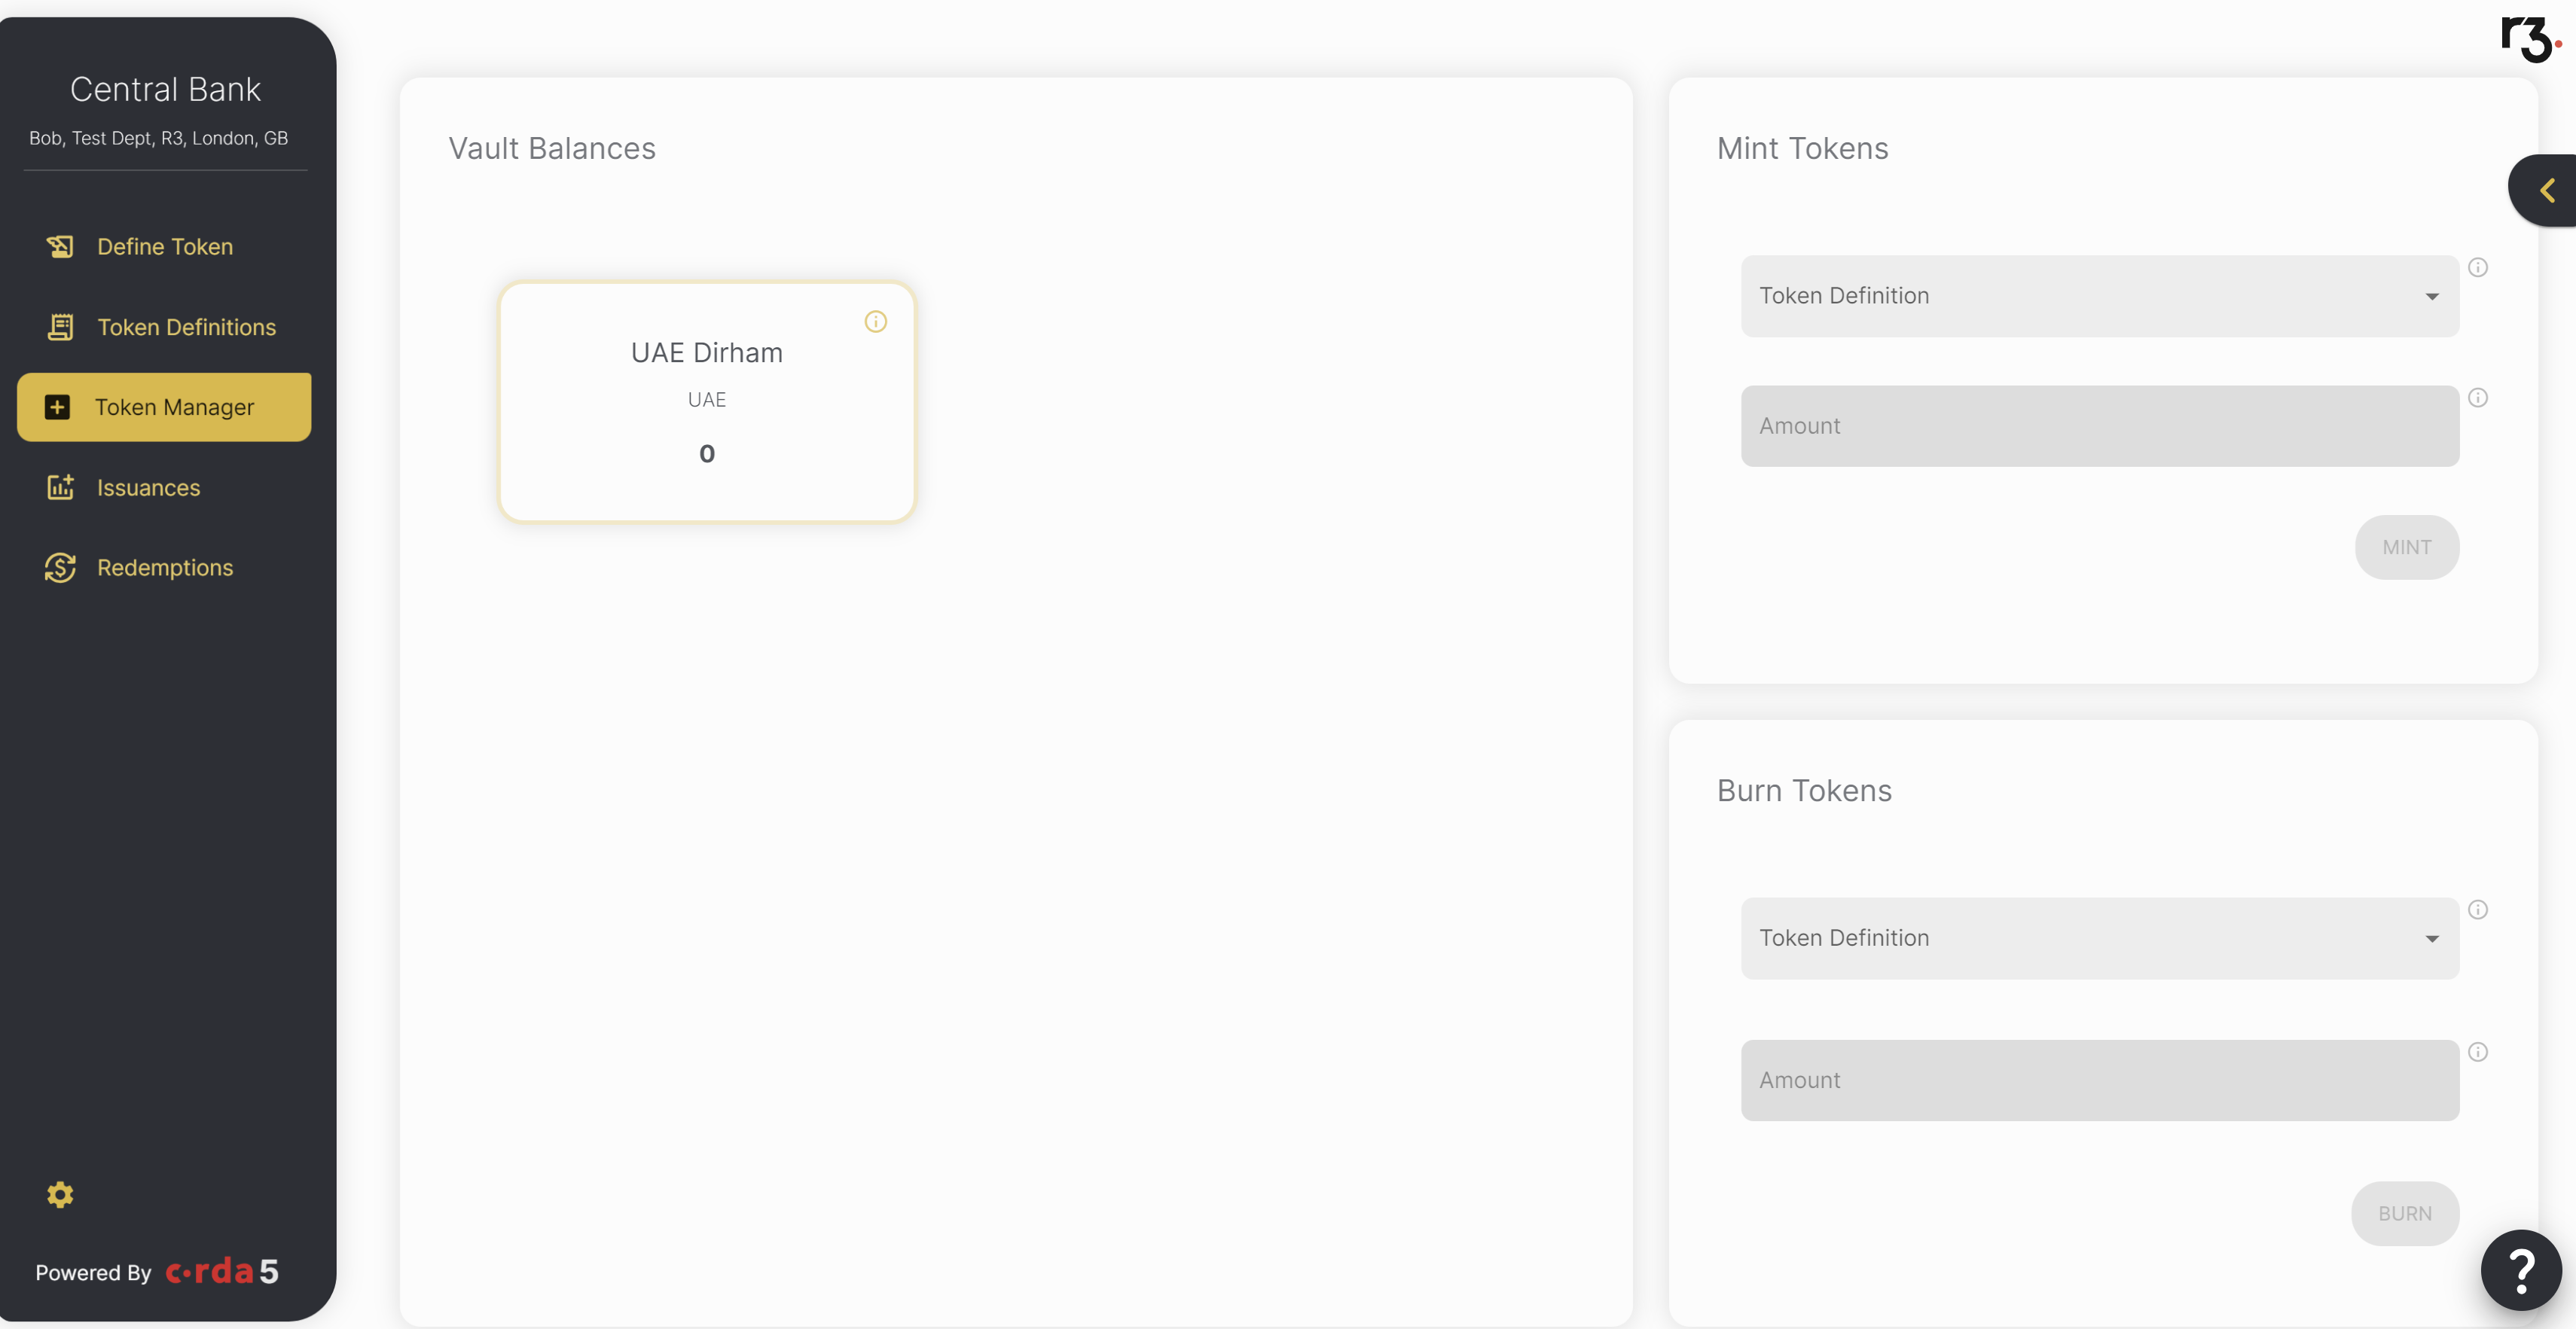 r3.
Central Bank
Bob, Test Dept, R3, London, GB
Define Token
Token Definitions
Token Manager
Issuances
Redemptions
Powered By c·rda 5
Vault Balances
UAE Dirham
UAE
0
Mint Tokens
Token Definition
Amount
MINT
Burn Tokens
Token Definition
Amount
BURN
?